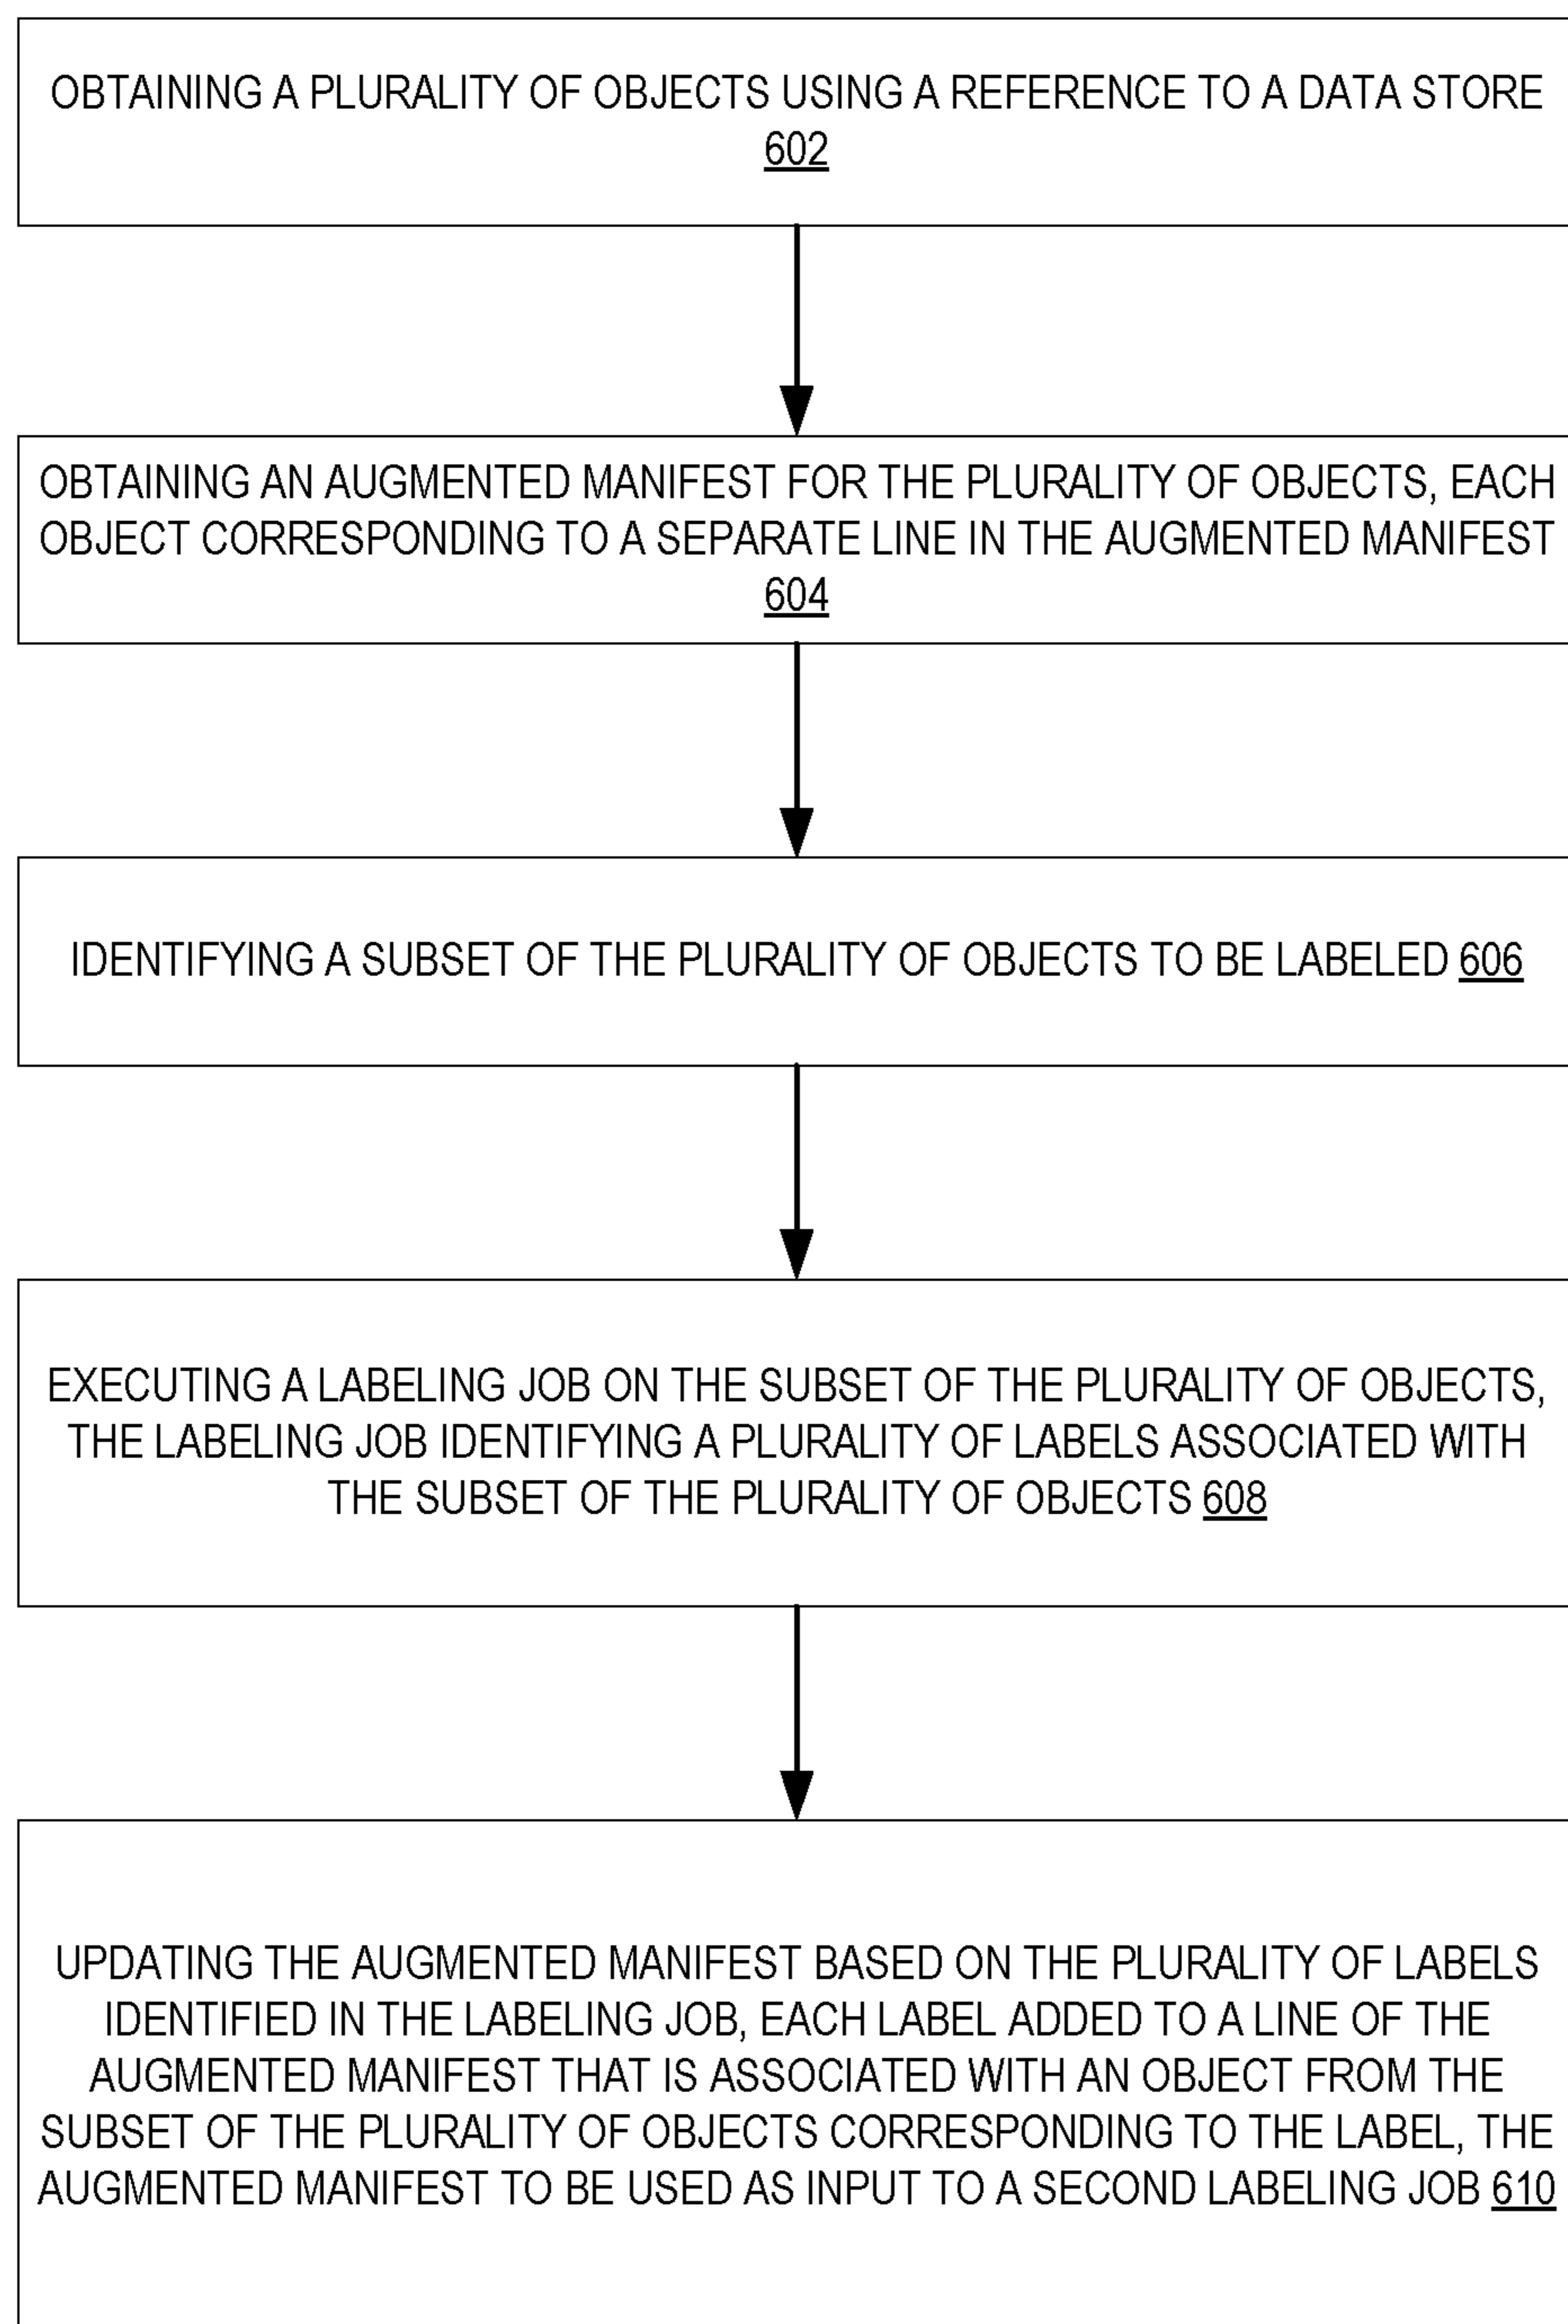 OBTAINING A PLURALITY OF OBJECTS USING A REFERENCE TO A DATA STORE
602
OBTAINING AN AUGMENTED MANIFEST FOR THE PLURALITY OF OBJECTS, EACH
OBJECT CORRESPONDING TO A SEPARATE LINE IN THE AUGMENTED MANIFEST
604
IDENTIFYING A SUBSET OF THE PLURALITY OF OBJECTS TO BE LABELED 606
EXECUTING A LABELING JOB ON THE SUBSET OF THE PLURALITY OF OBJECTS,
THE LABELING JOB IDENTIFYING A PLURALITY OF LABELS ASSOCIATED WITH
THE SUBSET OF THE PLURALITY OF OBJECTS 608
UPDATING THE AUGMENTED MANIFEST BASED ON THE PLURALITY OF LABELS
IDENTIFIED IN THE LABELING JOB, EACH LABEL ADDED TO A LINE OF THE
AUGMENTED MANIFEST THAT IS ASSOCIATED WITH AN OBJECT FROM THE
SUBSET OF THE PLURALITY OF OBJECTS CORRESPONDING TO THE LABEL, THE
AUGMENTED MANIFEST TO BE USED AS INPUT TO A SECOND LABELING JOB 610